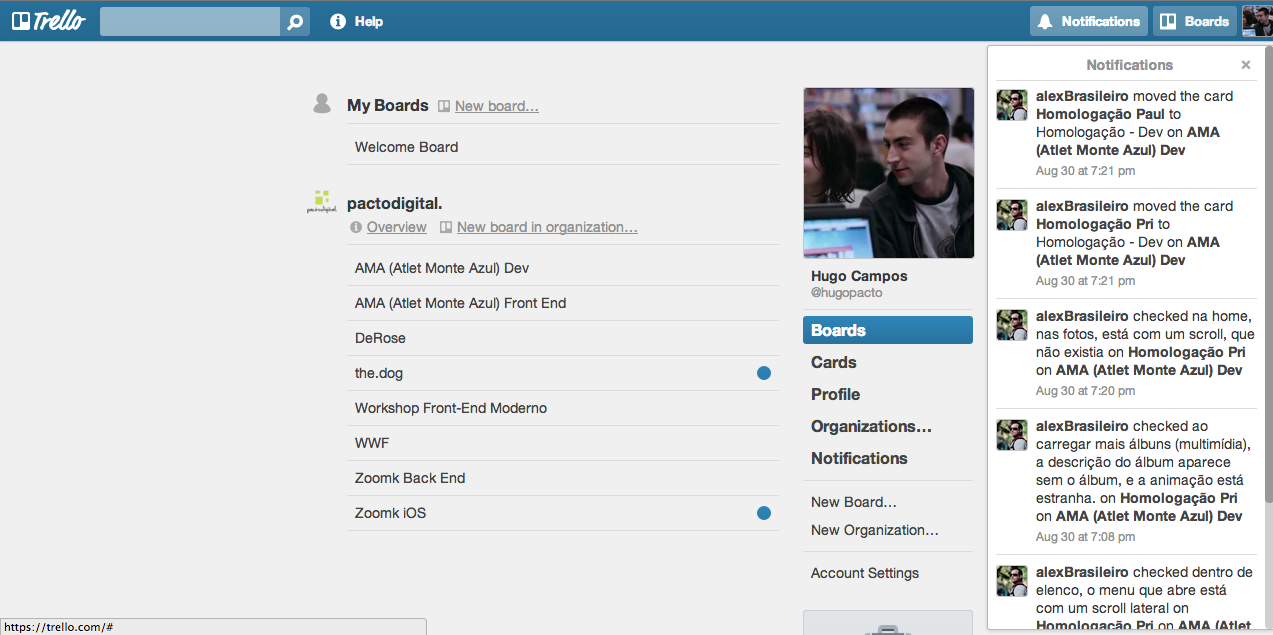 Trello
Help
Notifications
Boards
My Boards
New board…
Welcome Board
pactodigital.
pactodigital.
Overview
New board in organization…
AMA (Atlet Monte Azul) Dev
AMA (Atlet Monte Azul) Front End
DeRose
the.dog
Workshop Front-End Moderno
WWF
Zoomk Back End
Zoomk iOS
Hugo Campos
@hugopacto
Boards
Cards
Profile
Organizations…
Notifications
New Board…
New Organization…
Account Settings
Notifications
alexBrasileiro moved the card
Homologação Paul to
Homologação - Dev on AMA
(Atlet Monte Azul) Dev
Aug 30 at 7:21 pm
alexBrasileiro moved the card
Homologação Pri to
Homologação - Dev on AMA
(Atlet Monte Azul) Dev
Aug 30 at 7:21 pm
alexBrasileiro checked na home,
nas fotos, está com um scroll, que
não existia on Homologação Pri
on AMA (Atlet Monte Azul) Dev
Aug 30 at 7:20 pm
alexBrasileiro checked ao
carregar mais álbuns (multimídia),
a descrição do álbum aparece
sem o álbum, e a animação está
estranha. on Homologação Pri
on AMA (Atlet Monte Azul) Dev
Aug 30 at 7:08 pm
alexBrasileiro checked dentro de
elenco, o menu que abre está
com um scroll lateral on
Homologação Pri on AMA (Atlet
https://trello.com/#